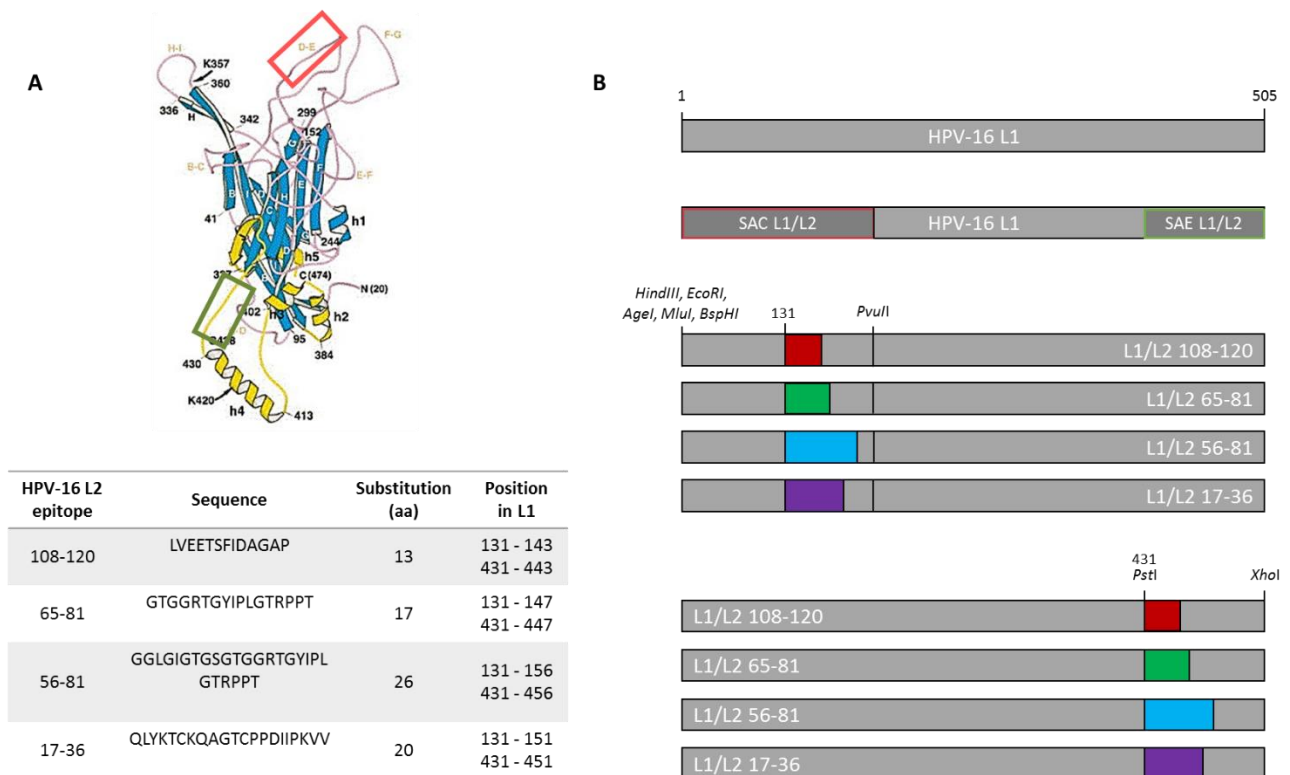 A
H-I
D-E
F-G
K357
360
336
H
342
299
152
G
F
B-C
E-F
B
I
D
H
E
C
41
h1
G
244
D
h5
337
C (474)
N (20)
402
h3
h2
95
384
430
K420
h4
413
HPV-16 L2 epitope
Sequence
Substitution (aa)
Position in L1
108-120
LVEETSFIDAGAP
13
131 - 143
431 - 443
65-81
GTGGRTGYIPLGTRPPT
17
131 - 147
431 - 447
56-81
GGLGIGTGSGTGGRTGYIPL
GTRPPT
26
131 - 156
431 - 456
17-36
QLYKTCKQAGTCPPDIIPKVV
20
131 - 151
431 - 451
B
1
505
HPV-16 L1
SAC L1/L2
HPV-16 L1
SAE L1/L2
HindIII, EcoRI,
AgeI, MluI, BspHI
131
PvuII
L1/L2 108-120
L1/L2 65-81
L1/L2 56-81
L1/L2 17-36
431
PstI
XhoI
L1/L2 108-120
L1/L2 65-81
L1/L2 56-81
L1/L2 17-36